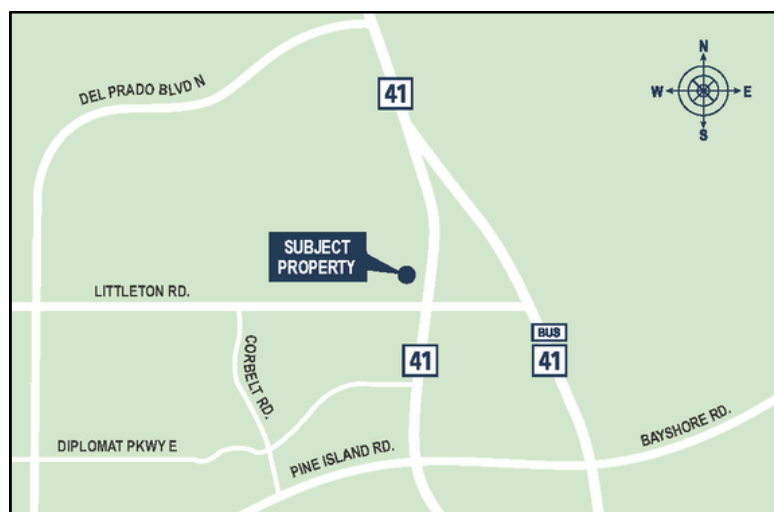 N
DEL PRADO BLVD N
41
W
E
S
SUBJECT
PROPERTY
LITTLETON RD.
BUS
41
41
CORBELT RD.
BAYSHORE RD.
DIPLOMAT PKWY E
PINE ISLAND RD.